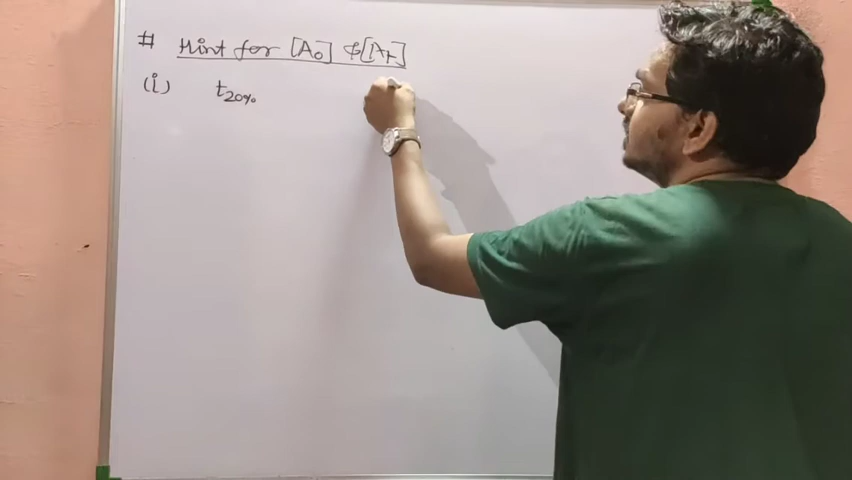 # Hint for [A₀] & [Aₜ]
(i) t₂₀%